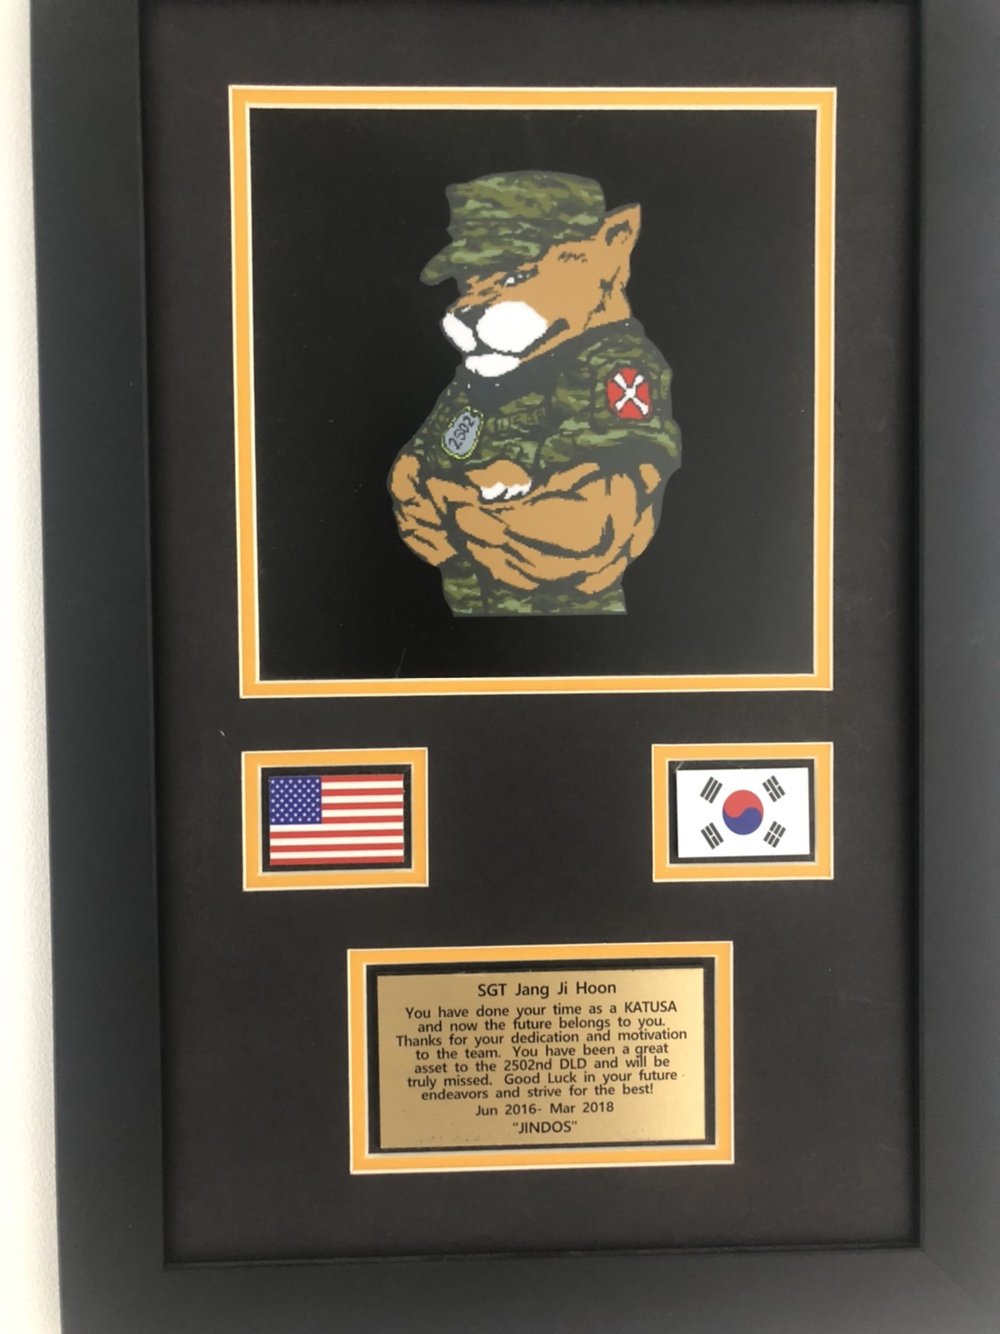 2502
SGT Jang Ji Hoon
You have done your time as a KATUSA
and now the future belongs to you.
Thanks for your dedication and motivation
to the team. You have been a great
asset to the 2502nd DLD and will be
truly missed. Good Luck in your future
endeavors and strive for the best!
Jun 2016- Mar 2018
"JINDOS"